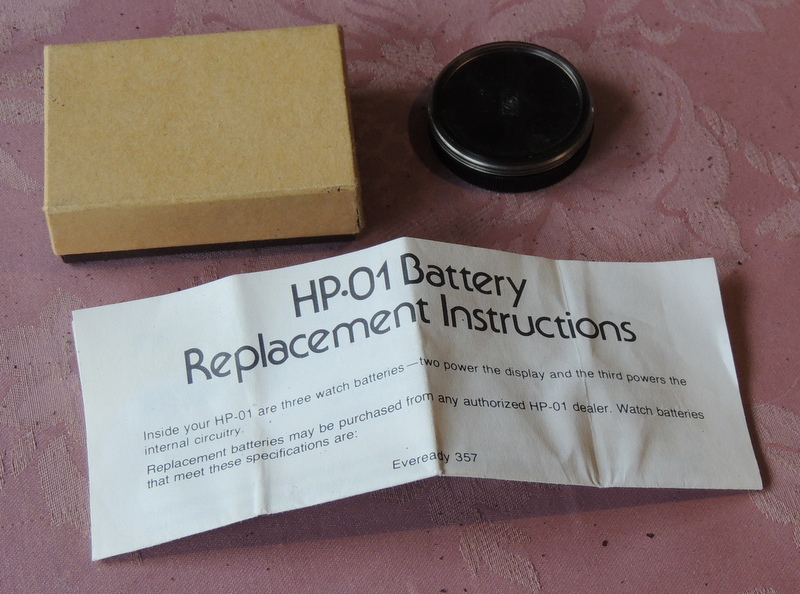 HP-01 Battery
Replacement Instructions
Inside your HP-01 are three watch batteries—two power the display and the third powers the
internal circuitry.
Replacement batteries may be purchased from any authorized HP-01 dealer. Watch batteries
that meet these specifications are:
Eveready 357